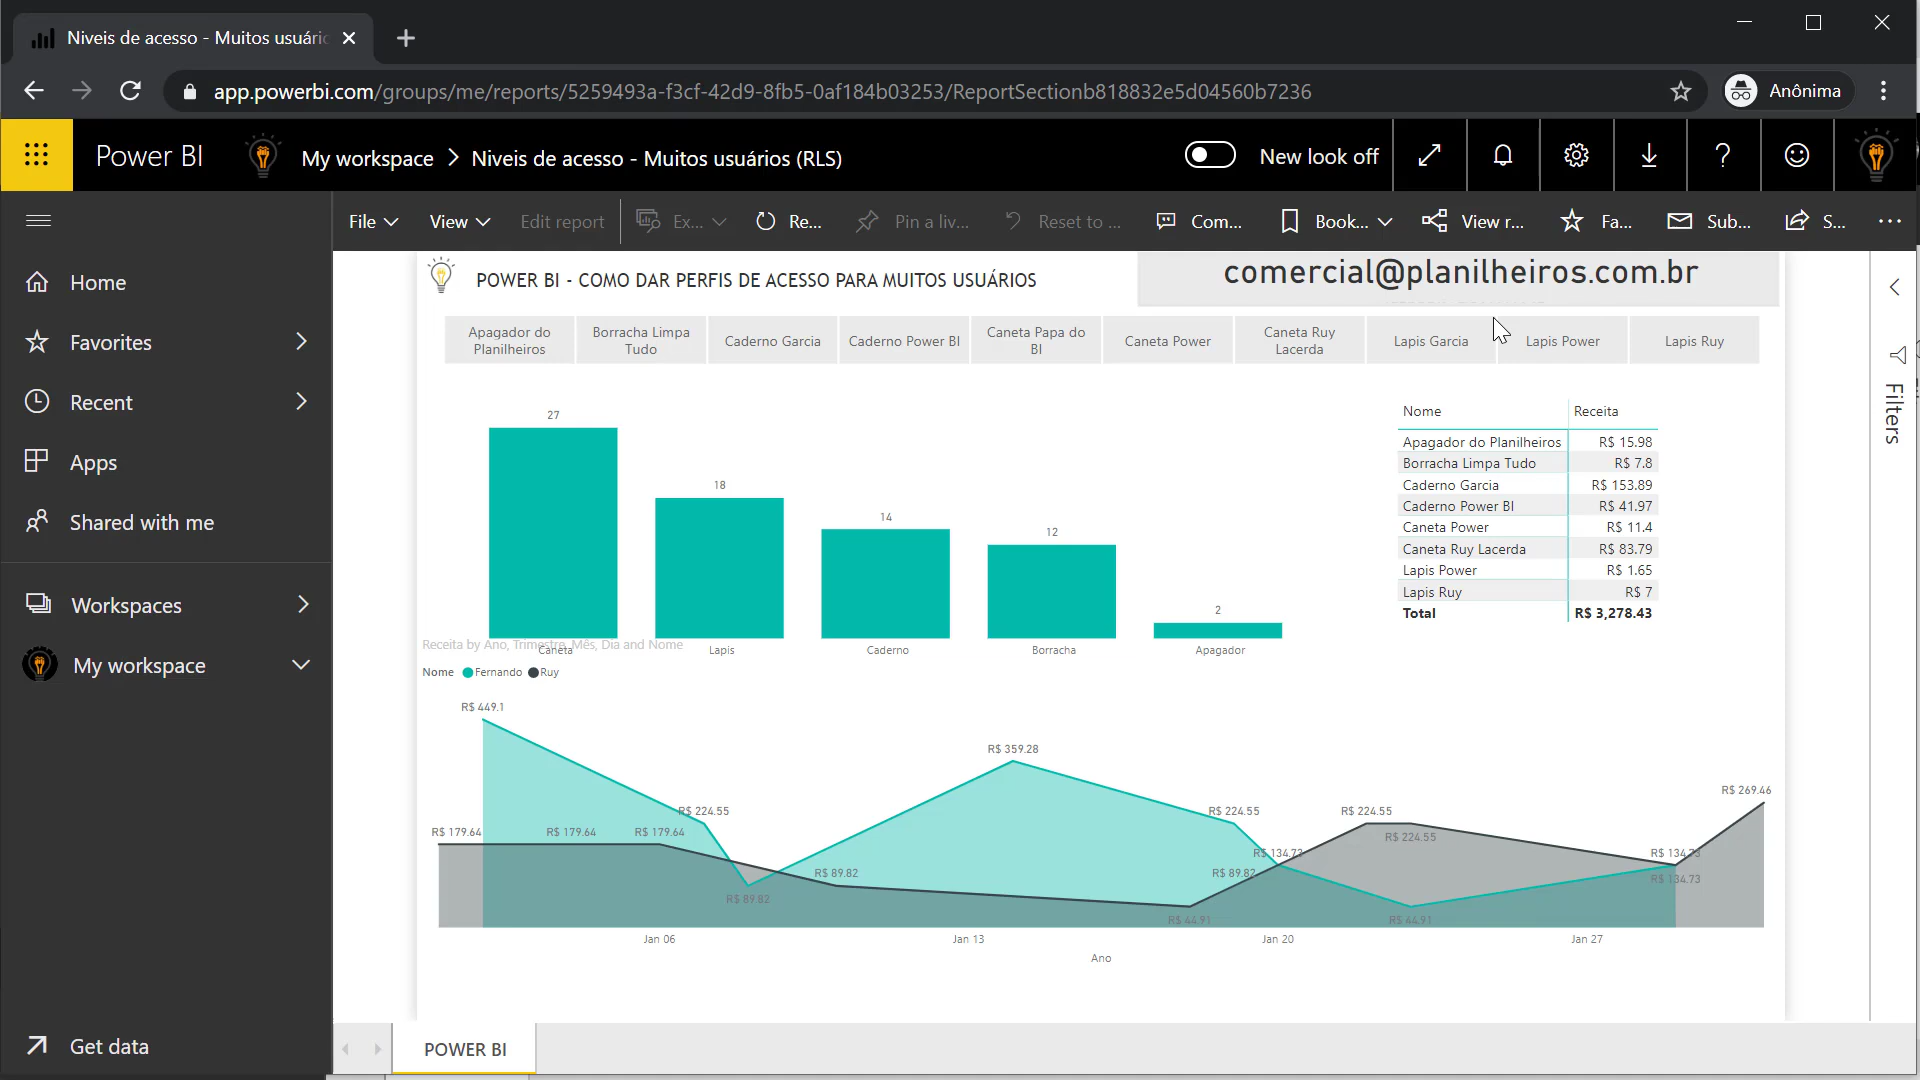 Niveis de acesso - Muitos usuáric
app.powerbi.com/groups/me/reports/5259493a-f3cf-42d9-8fb5-0af184b03253/ReportSectionb818832e5d04560b7236
Anônima
Power BI
My workspace > Niveis de acesso - Muitos usuários (RLS)
New look off
File
View
Edit report
Ex...
Re...
Pin a liv...
Reset to ...
Com...
Book...
View r...
Fa...
Sub...
S...
Home
Favorites
Recent
Apps
Shared with me
Workspaces
My workspace
Get data
POWER BI - COMO DAR PERFIS DE ACESSO PARA MUITOS USUÁRIOS
comercial@planilheiros.com.br
Apagador do Planilheiros
Borracha Limpa Tudo
Caderno Garcia
Caderno Power BI
Caneta Papa do BI
Caneta Power
Caneta Ruy Lacerda
Lapis Garcia
Lapis Power
Lapis Ruy
27
18
14
12
2
Caneta
Lapis
Caderno
Borracha
Apagador
Nome Receita
Apagador do Planilheiros R$ 15.98
Borracha Limpa Tudo R$ 7.8
Caderno Garcia R$ 153.89
Caderno Power BI R$ 41.97
Caneta Power R$ 11.4
Caneta Ruy Lacerda R$ 83.79
Lapis Power R$ 1.65
Lapis Ruy R$ 7
Total R$ 3,278.43
Filters
Receita by Ano, Trimestre, Mês, Dia and Nome
Nome Fernando Ruy
R$ 449.1
R$ 179.64
R$ 179.64
R$ 179.64
R$ 224.55
R$ 89.82
R$ 89.82
R$ 359.28
R$ 44.91
R$ 224.55
R$ 89.82
R$ 134.73
R$ 224.55
R$ 224.55
R$ 44.91
R$ 134.73
R$ 134.73
R$ 269.46
Jan 06
Jan 13
Jan 20
Jan 27
Ano
POWER BI